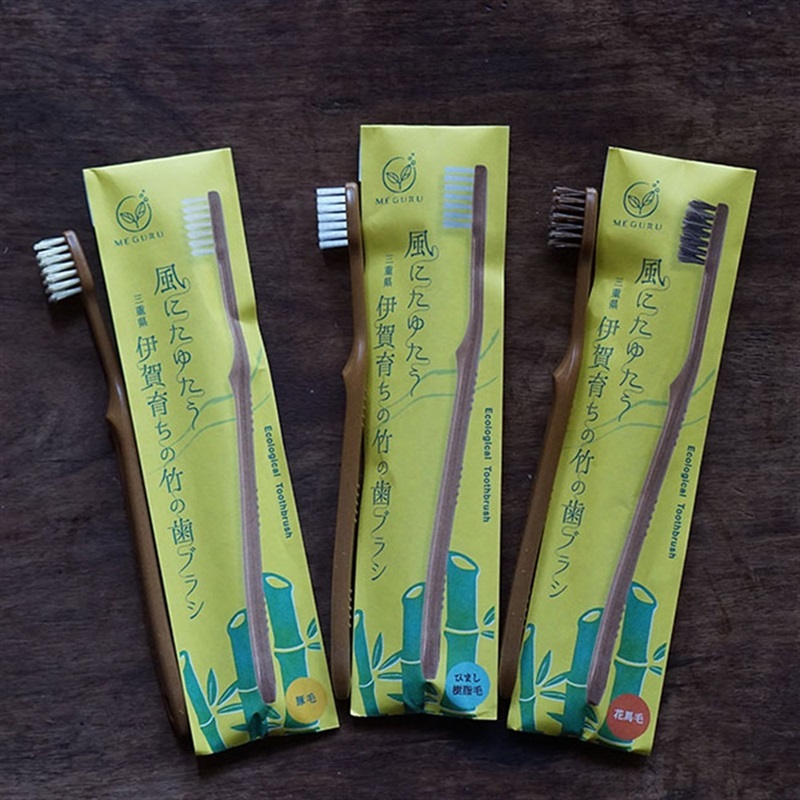 MEGURU
風にたゆたう
三重県
伊賀育ちの竹の歯ブラシ
Ecological Toothbrush
豚毛
MEGURU
風にたゆたう
三重県
伊賀育ちの竹の歯ブラシ
Ecological Toothbrush
ひまし
樹脂毛
MEGURU
風にたゆたう
三重県
伊賀育ちの竹の歯ブラシ
Ecological Toothbrush
花馬毛